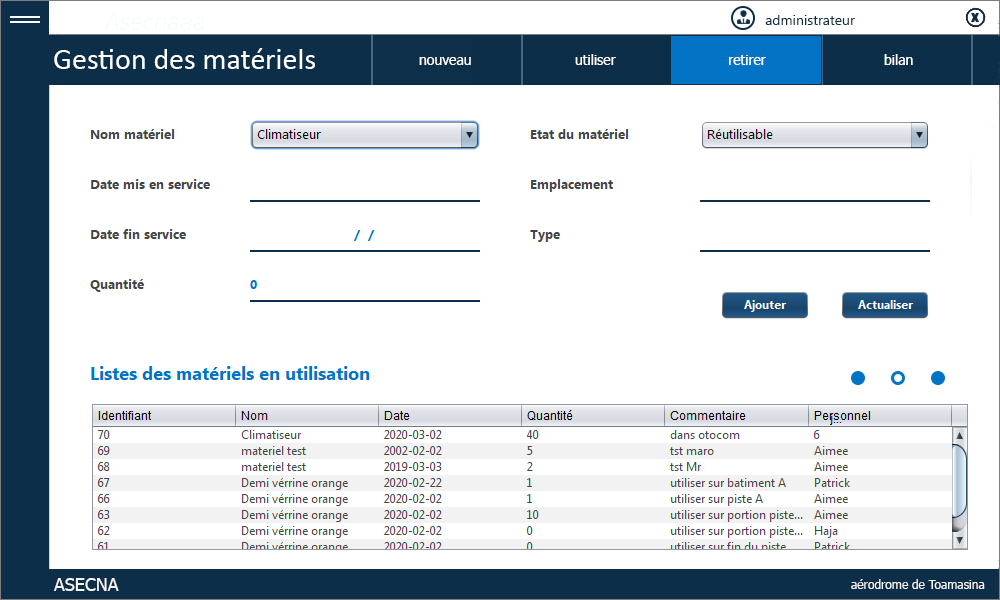 administrateur
Gestion des matériels nouveau utiliser retirer bilan
Nom matériel Climatiseur Etat du matériel Réutilisable
Date mis en service Emplacement
Date fin service / / Type
Quantité 0
Ajouter Actualiser
Listes des matériels en utilisation
Identifiant Nom Date Quantité Commentaire Personnel
70 Climatiseur 2020-03-02 40 dans otocom 6
69 materiel test 2002-02-02 5 tst maro Aimee
68 materiel test 2019-03-03 2 tst Mr Aimee
67 Demi vérrine orange 2020-02-22 1 utiliser sur batiment A Patrick
66 Demi vérrine orange 2020-02-02 1 utiliser sur piste A Aimee
63 Demi vérrine orange 2020-02-02 10 utiliser sur portion piste... Aimee
62 Demi vérrine orange 2020-02-02 0 utiliser sur portion piste... Haja
61 Demi vérrine orange 2020-02-02 0 utiliser sur fin du piste Patrick
ASECNA aérodrome de Toamasina